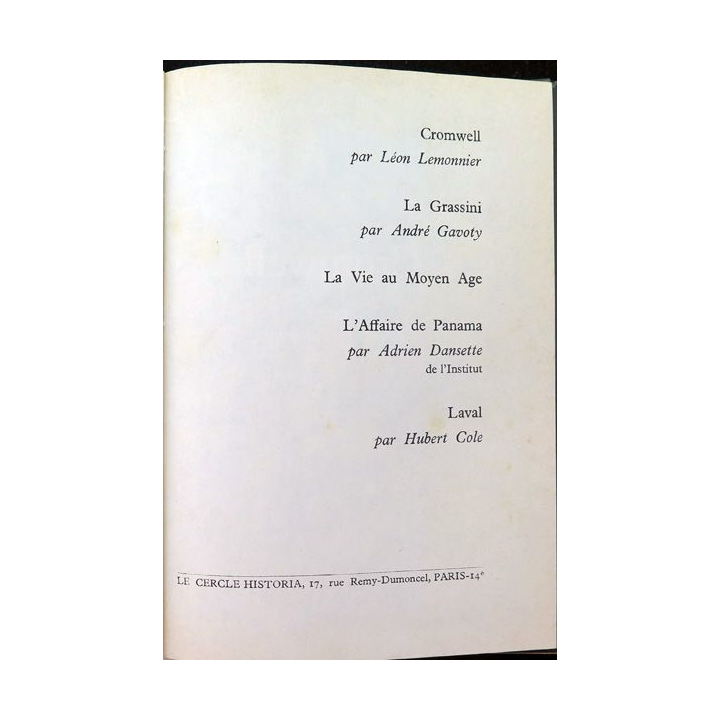 Cromwell
par Léon Lemonnier
La Grassini
par André Gavoty
La Vie au Moyen Age
L'Affaire de Panama
par Adrien Dansette
de l'Institut
Laval
par Hubert Cole
LE CERCLE HISTORIA, 17, rue Remy-Dumoncel, PARIS-14e